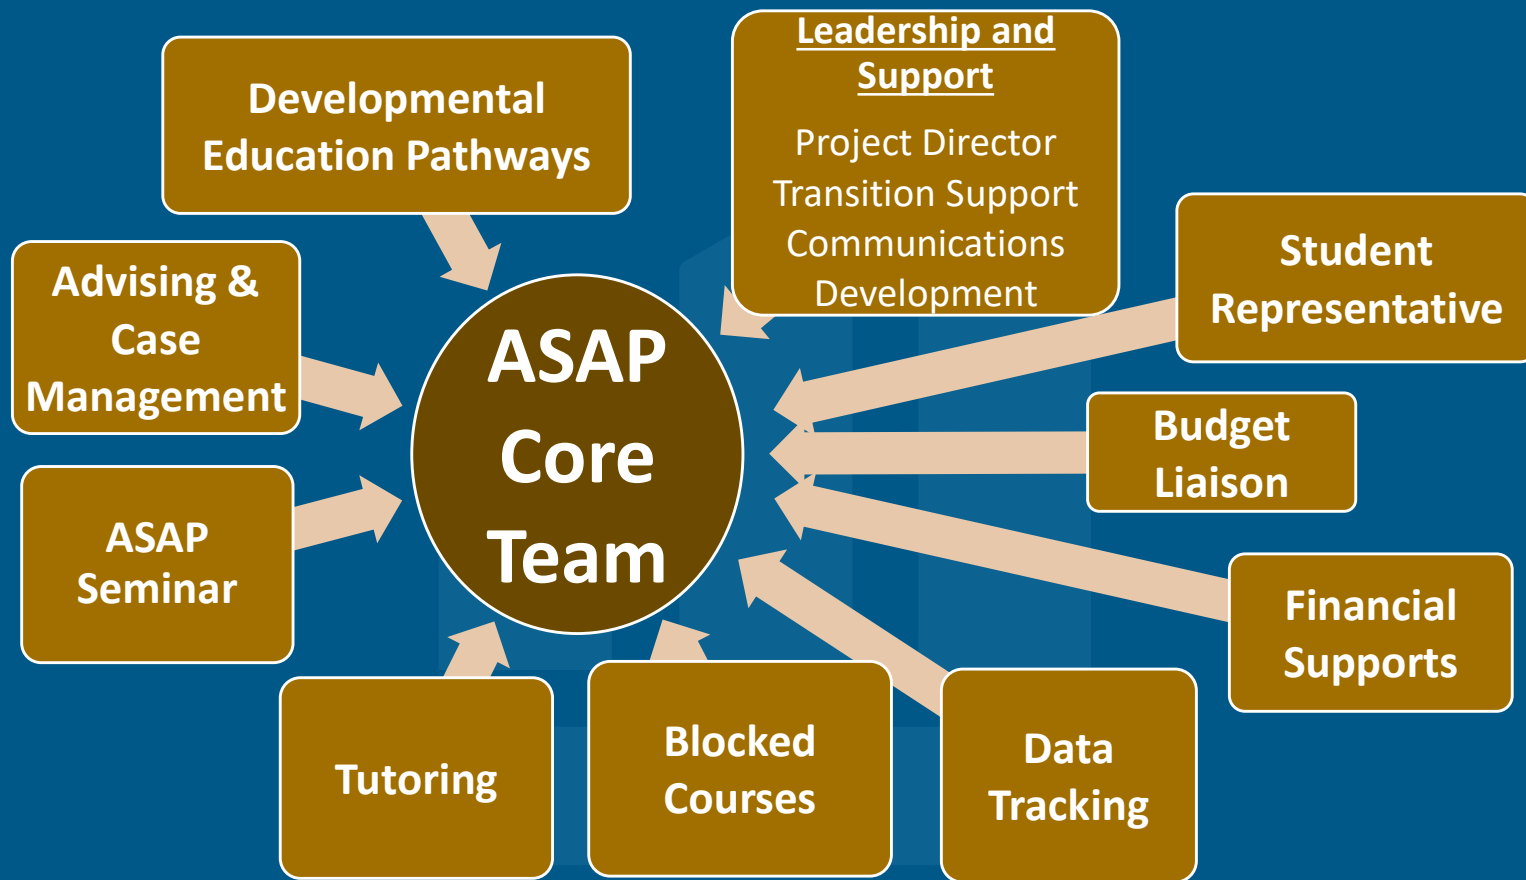 Developmental
Education Pathways
Leadership and
Support
Project Director
Transition Support
Communications
Development
Student
Representative
Advising &
Case
Management
ASAP
Core
Team
Budget
Liaison
ASAP
Seminar
Financial
Supports
Tutoring
Blocked
Courses
Data
Tracking